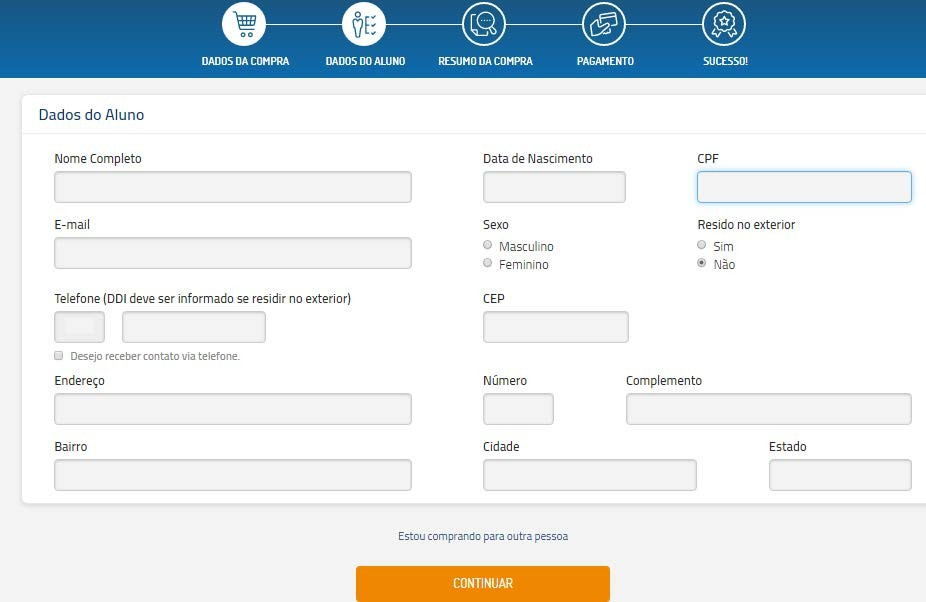 DADOS DA COMPRA
DADOS DO ALUNO
RESUMO DA COMPRA
PAGAMENTO
SUCESSO!
Dados do Aluno
Nome Completo
Data de Nascimento
CPF
E-mail
Sexo
Resido no exterior
Masculino
Sim
Feminino
Não
Telefone (DDI deve ser informado se residir no exterior)
CEP
Desejo receber contato via telefone.
Endereço
Número
Complemento
Bairro
Cidade
Estado
Estou comprando para outra pessoa
CONTINUAR